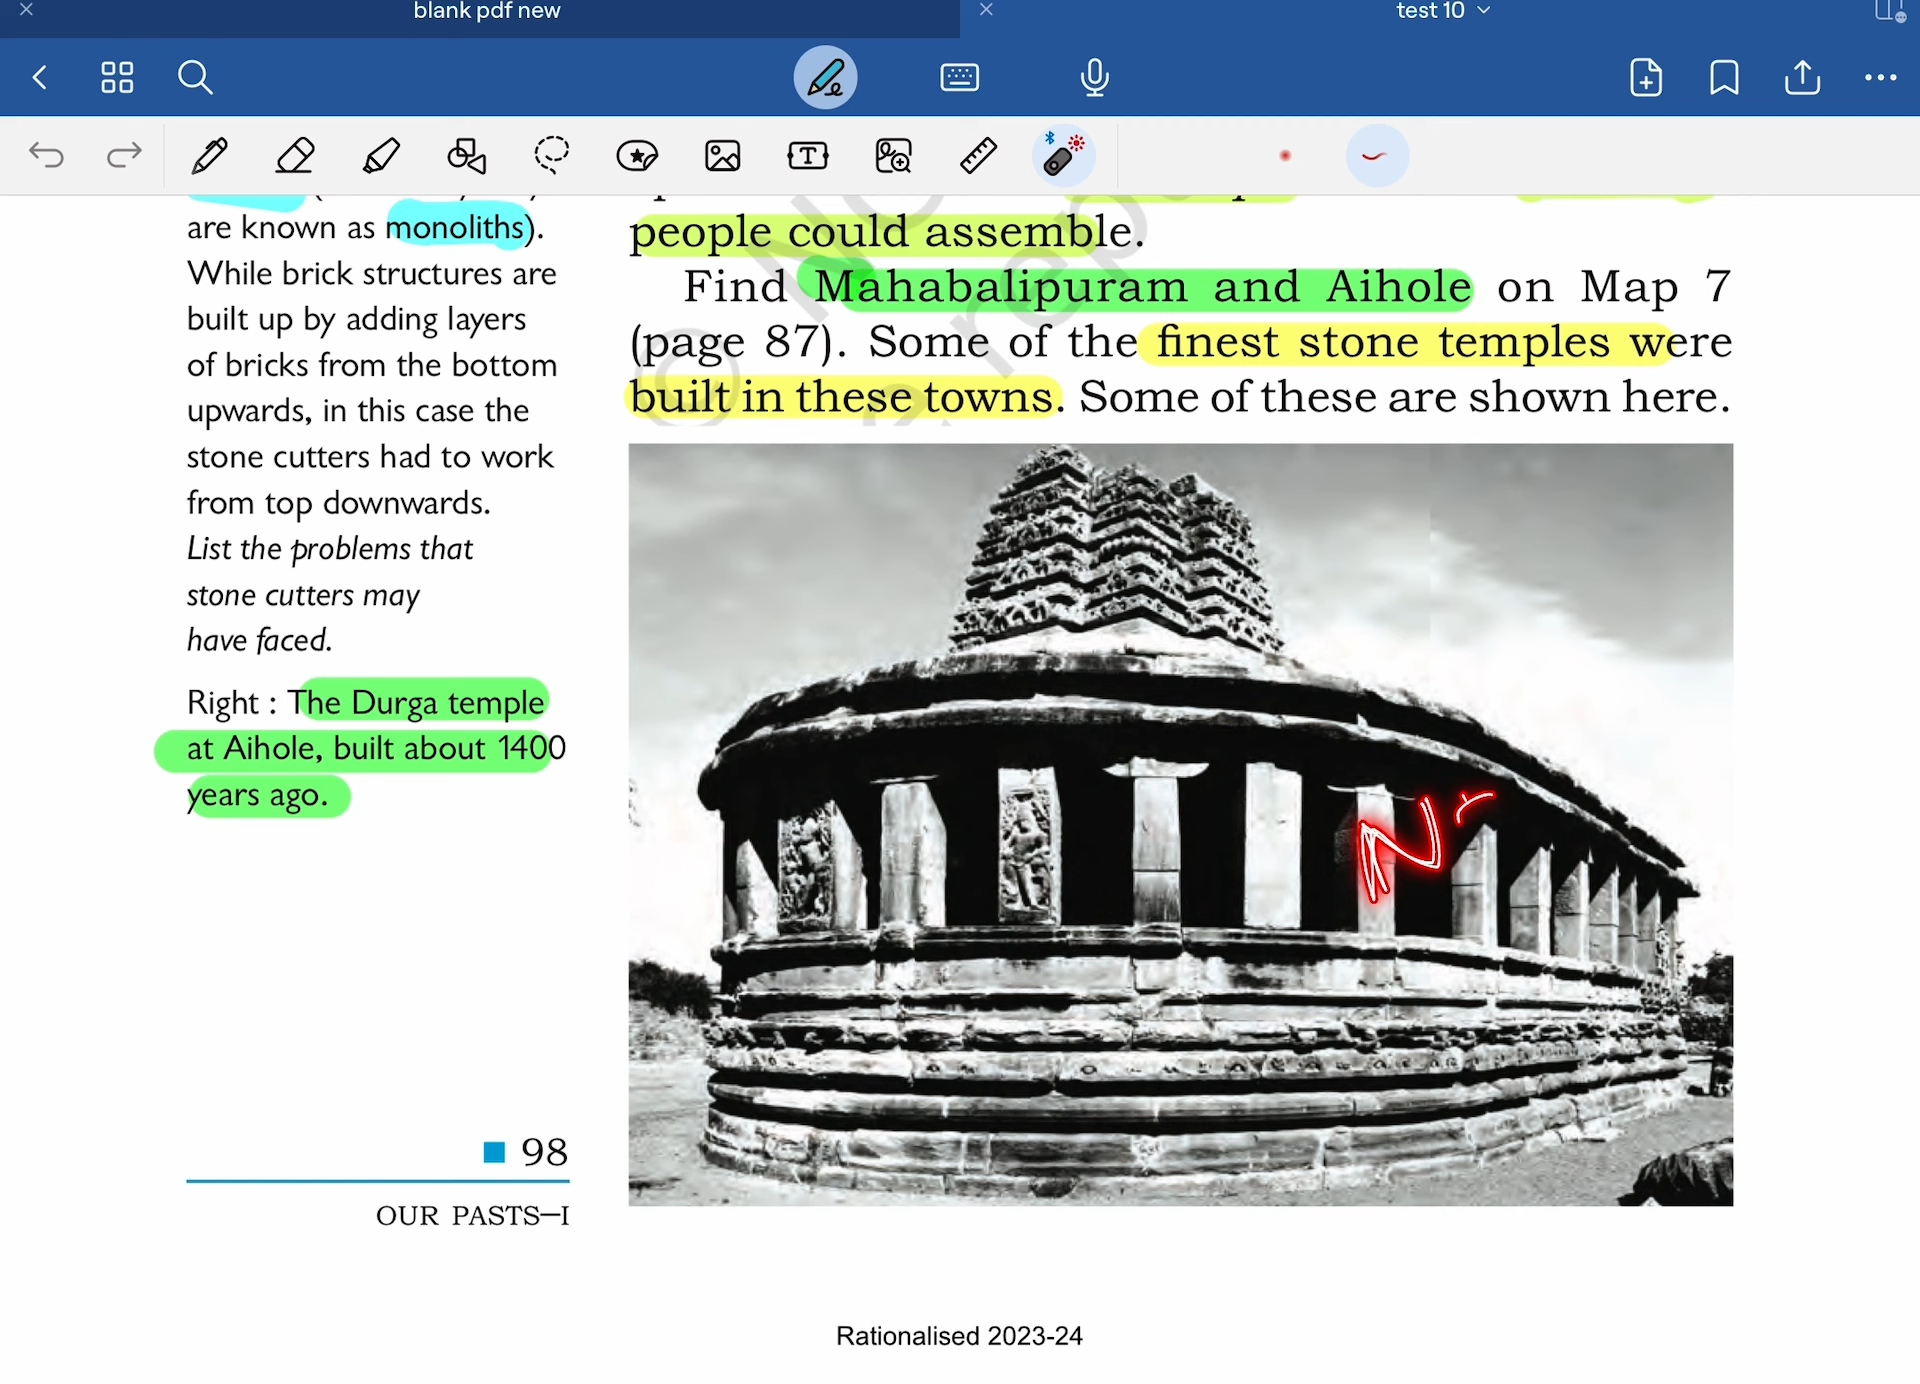 blank pdf new
test 10
are known as monoliths).
While brick structures are
built up by adding layers
of bricks from the bottom
upwards, in this case the
stone cutters had to work
from top downwards.
List the problems that
stone cutters may
have faced.
Right : The Durga temple
at Aihole, built about 1400
years ago.
98
OUR PASTS—I
people could assemble.
Find Mahabalipuram and Aihole on Map 7
(page 87). Some of the finest stone temples were
built in these towns. Some of these are shown here.
N
Rationalised 2023-24